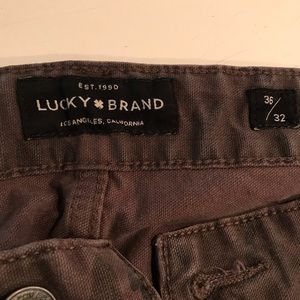 EST. 1990
LUCKY BRAND
LOS ANGELES, CALIFORNIA
36
32